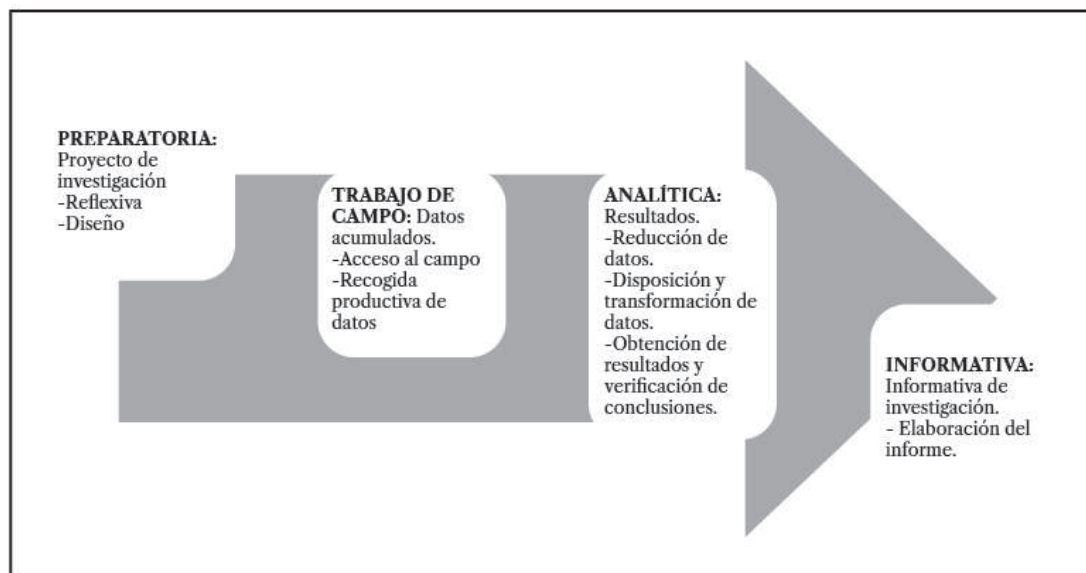 PREPARATORIA:
Proyecto de
investigación
-Reflexiva
-Diseño
TRABAJO DE
CAMPO: Datos
acumulados.
-Acceso al campo
-Recogida
productiva de
datos
ANALÍTICA:
Resultados.
-Reducción de
datos.
-Disposición y
transformación de
datos.
-Obtención de
resultados y
verificación de
conclusiones.
INFORMATIVA:
Informativa de
investigación.
- Elaboración del
informe.